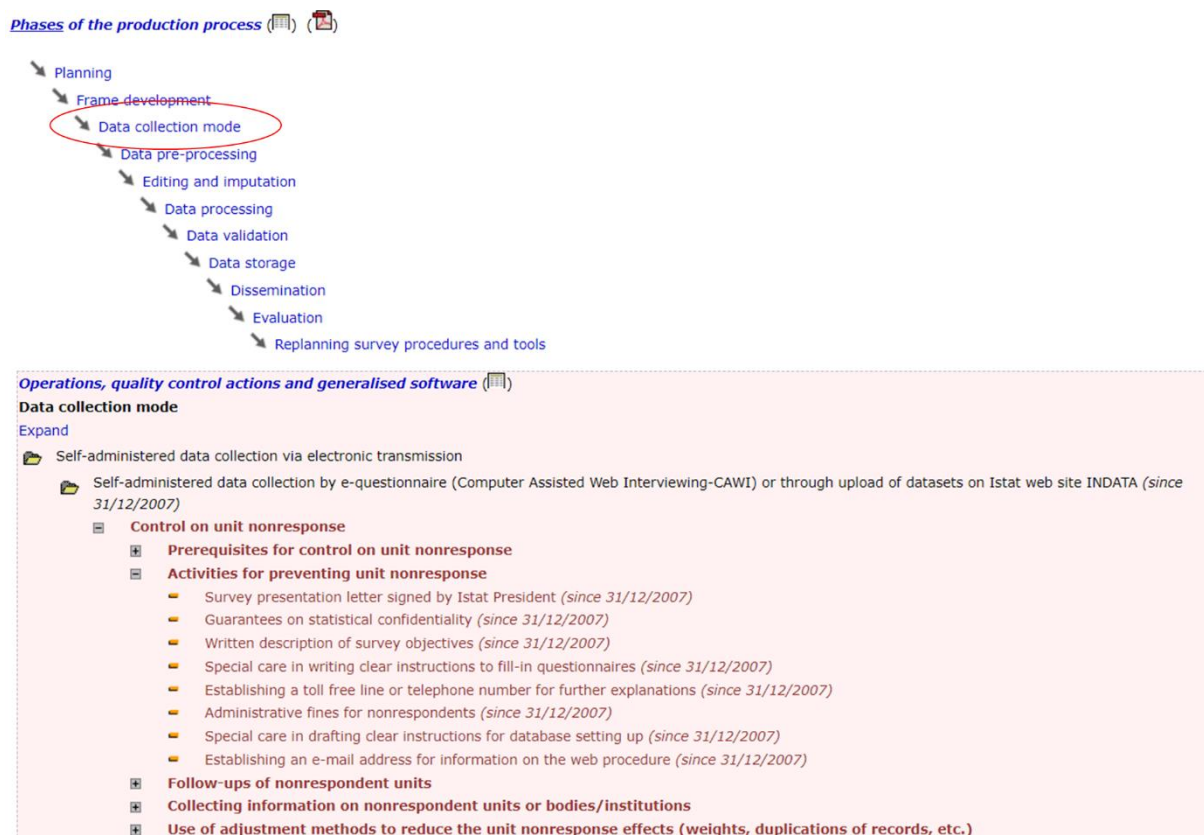 Phases of the production process () ()
Planning
Frame development
Data collection mode
Data pre-processing
Editing and imputation
Data processing
Data validation
Data storage
Dissemination
Evaluation
Replanning survey procedures and tools
Operations, quality control actions and generalised software ()
Data collection mode
Expand
Self-administered data collection via electronic transmission
Self-administered data collection by e-questionnaire (Computer Assisted Web Interviewing-CAWI) or through upload of datasets on Istat web site INDATA (since
31/12/2007)
Control on unit nonresponse
Prerequisites for control on unit nonresponse
Activities for preventing unit nonresponse
Survey presentation letter signed by Istat President (since 31/12/2007)
Guarantees on statistical confidentiality (since 31/12/2007)
Written description of survey objectives (since 31/12/2007)
Special care in writing clear instructions to fill-in questionnaires (since 31/12/2007)
Establishing a toll free line or telephone number for further explanations (since 31/12/2007)
Administrative fines for nonrespondents (since 31/12/2007)
Special care in drafting clear instructions for database setting up (since 31/12/2007)
Establishing an e-mail address for information on the web procedure (since 31/12/2007)
Follow-ups of nonrespondent units
Collecting information on nonrespondent units or bodies/institutions
Use of adjustment methods to reduce the unit nonresponse effects (weights, duplications of records, etc.)